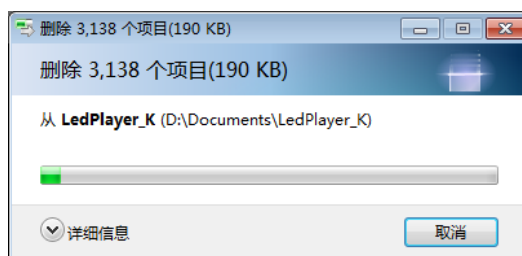 删除 3,138 个项目(190 KB)
删除 3,138 个项目(190 KB)
从 LedPlayer_K (D:\Documents\LedPlayer_K)
详细信息
取消